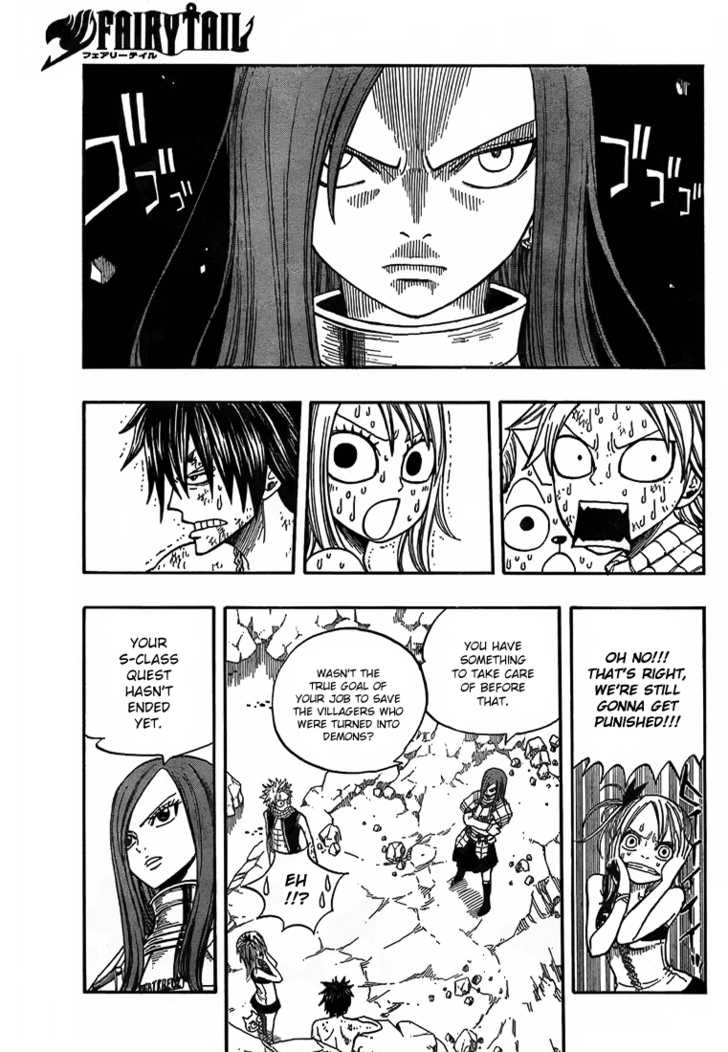 FAIRY TAIL
フェアリーテイル
ゴゴゴ
ゴゴゴ
OH NO!!!
THAT'S RIGHT,
WE'RE STILL
GONNA GET
PUNISHED!!!
YOU HAVE
SOMETHING
TO TAKE CARE
OF BEFORE
THAT.
WASN'T THE
TRUE GOAL OF
YOUR JOB TO SAVE
THE VILLAGERS WHO
WERE TURNED INTO
DEMONS?
EH
!!?
YOUR
S-CLASS
QUEST
HASN'T
ENDED
YET.